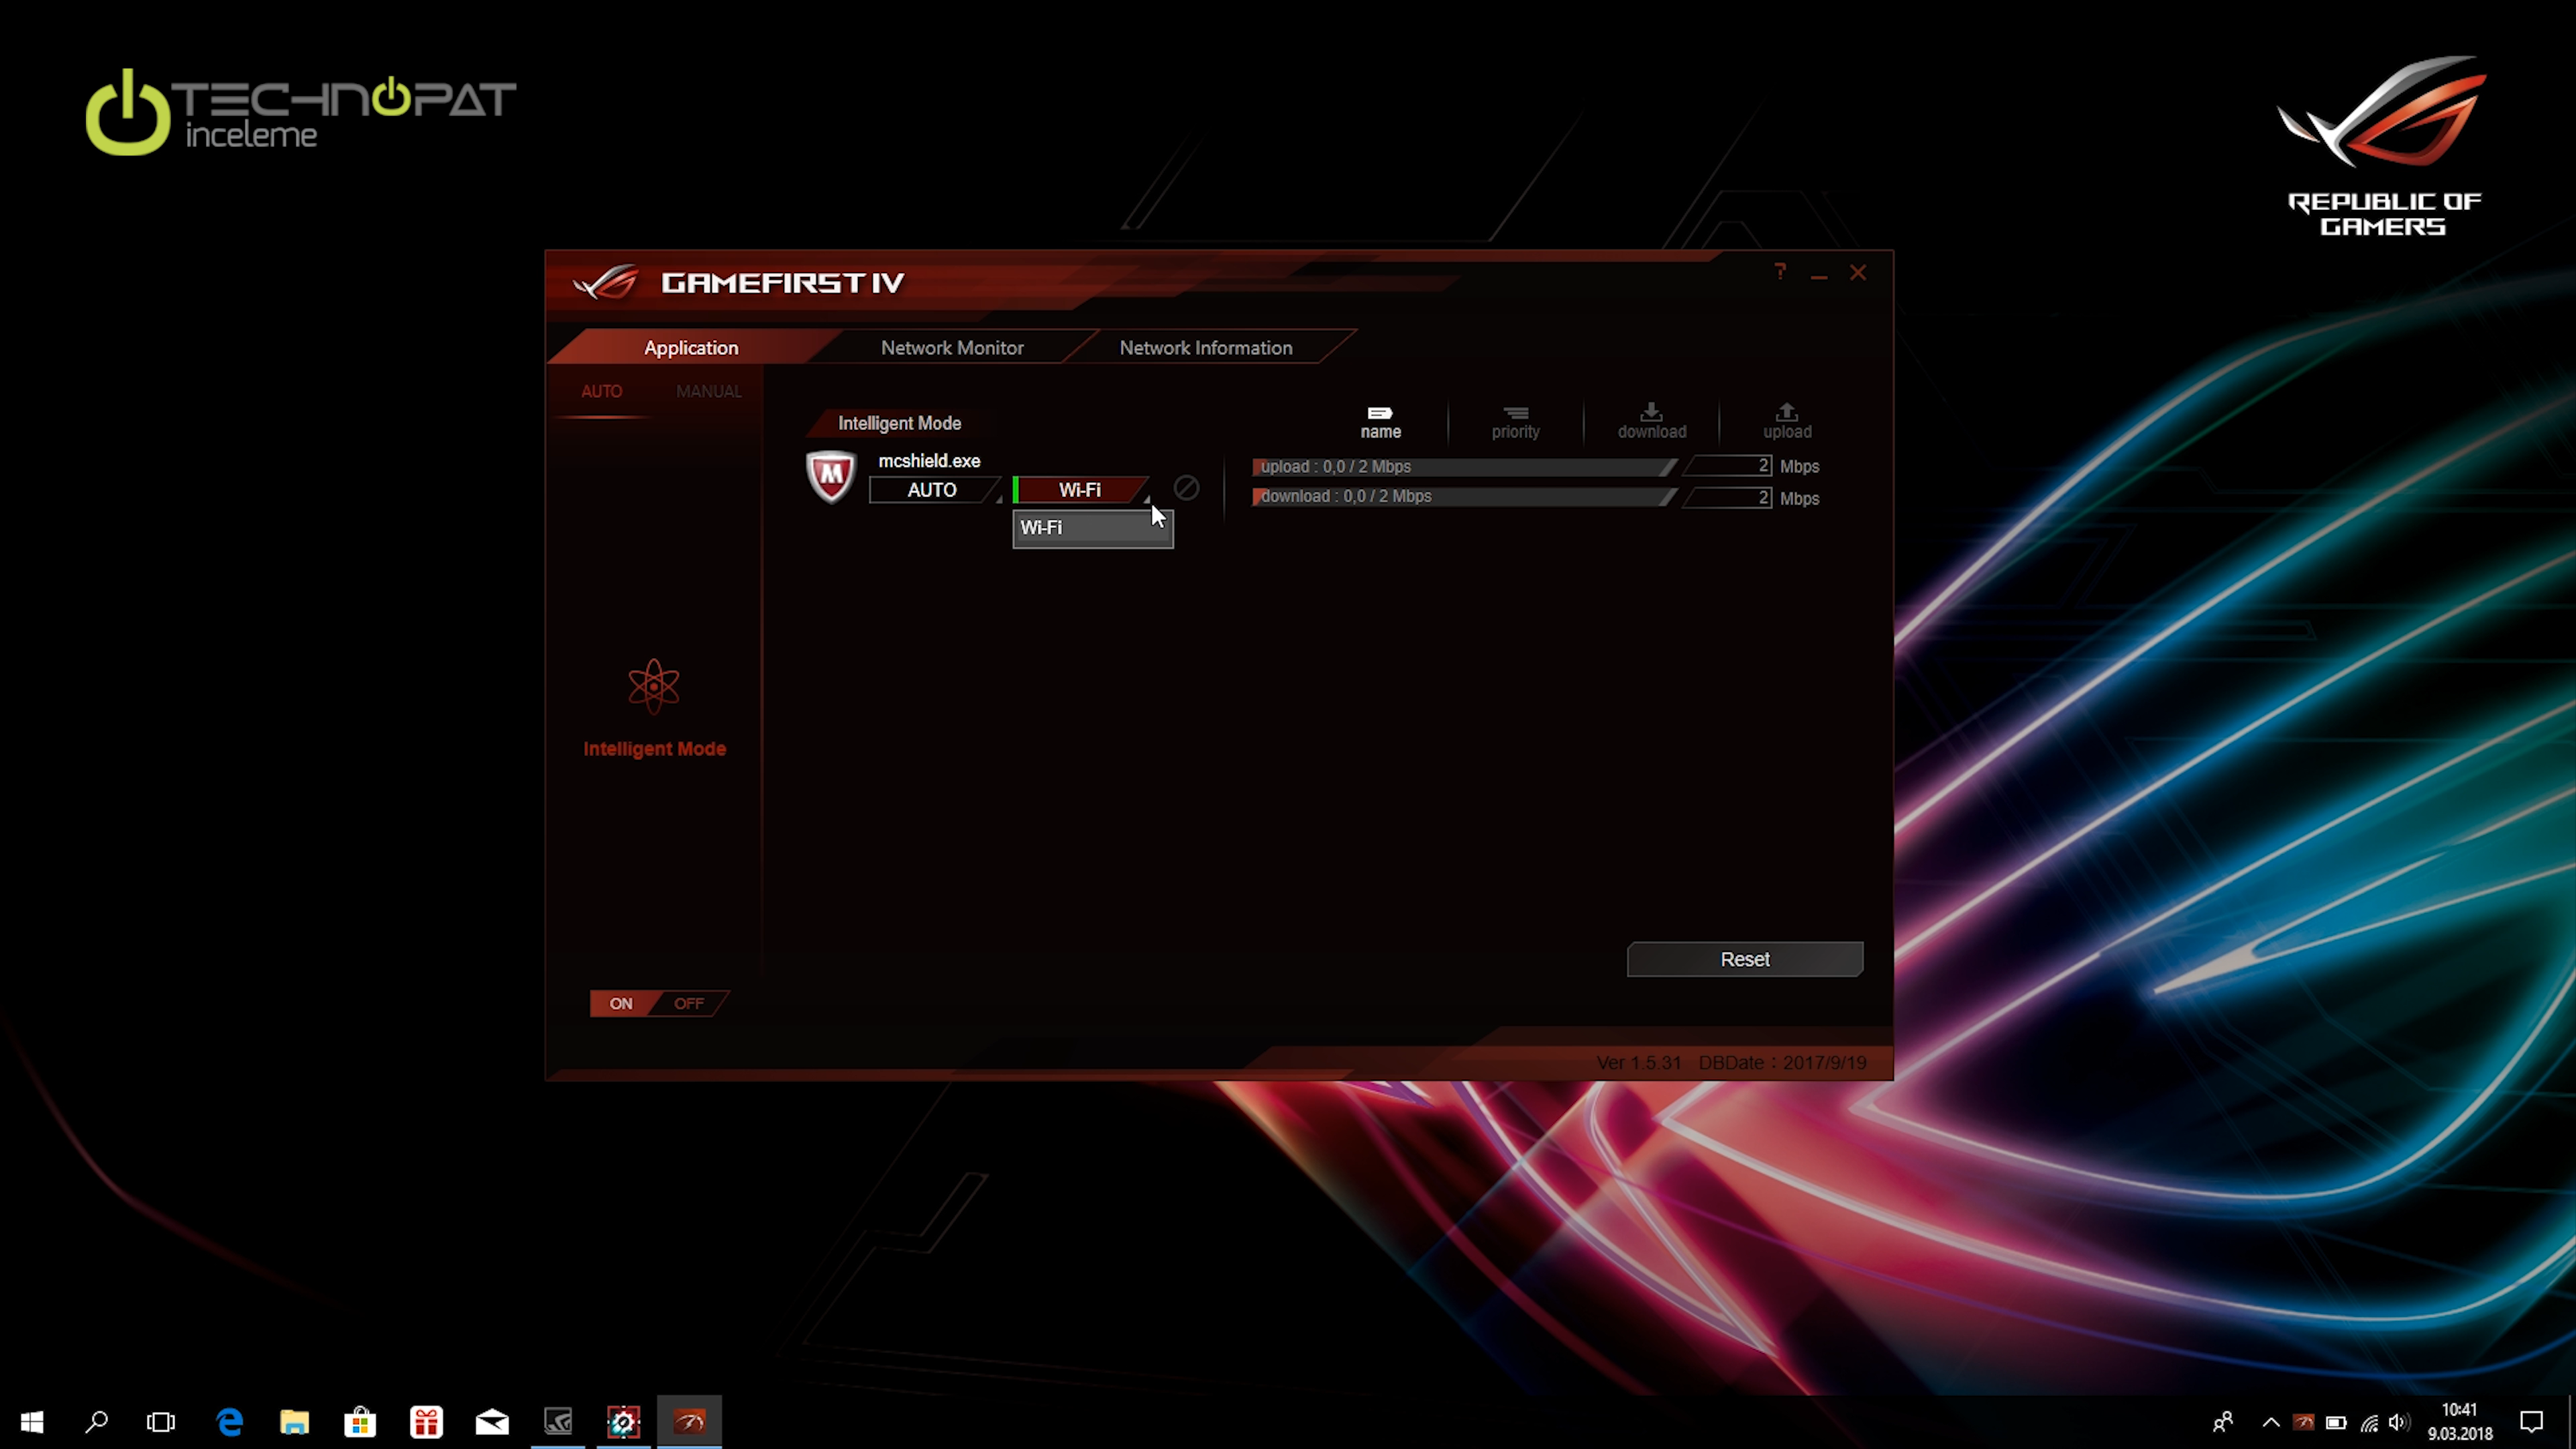 TECHNOPAT
inceleme
REPUBLIC OF
GAMERS
GAMEFIRST IV
?
Application
Network Monitor
Network Information
AUTO
MANUAL
Intelligent Mode
name
priority
download
upload
mcshield.exe
AUTO
Wi-Fi
Wi-Fi
upload : 0,0 / 2 Mbps
2 Mbps
download : 0,0 / 2 Mbps
2 Mbps
Intelligent Mode
Reset
ON
OFF
Ver 1.5.31 DBDate : 2017/9/19
10:41
9.03.2018